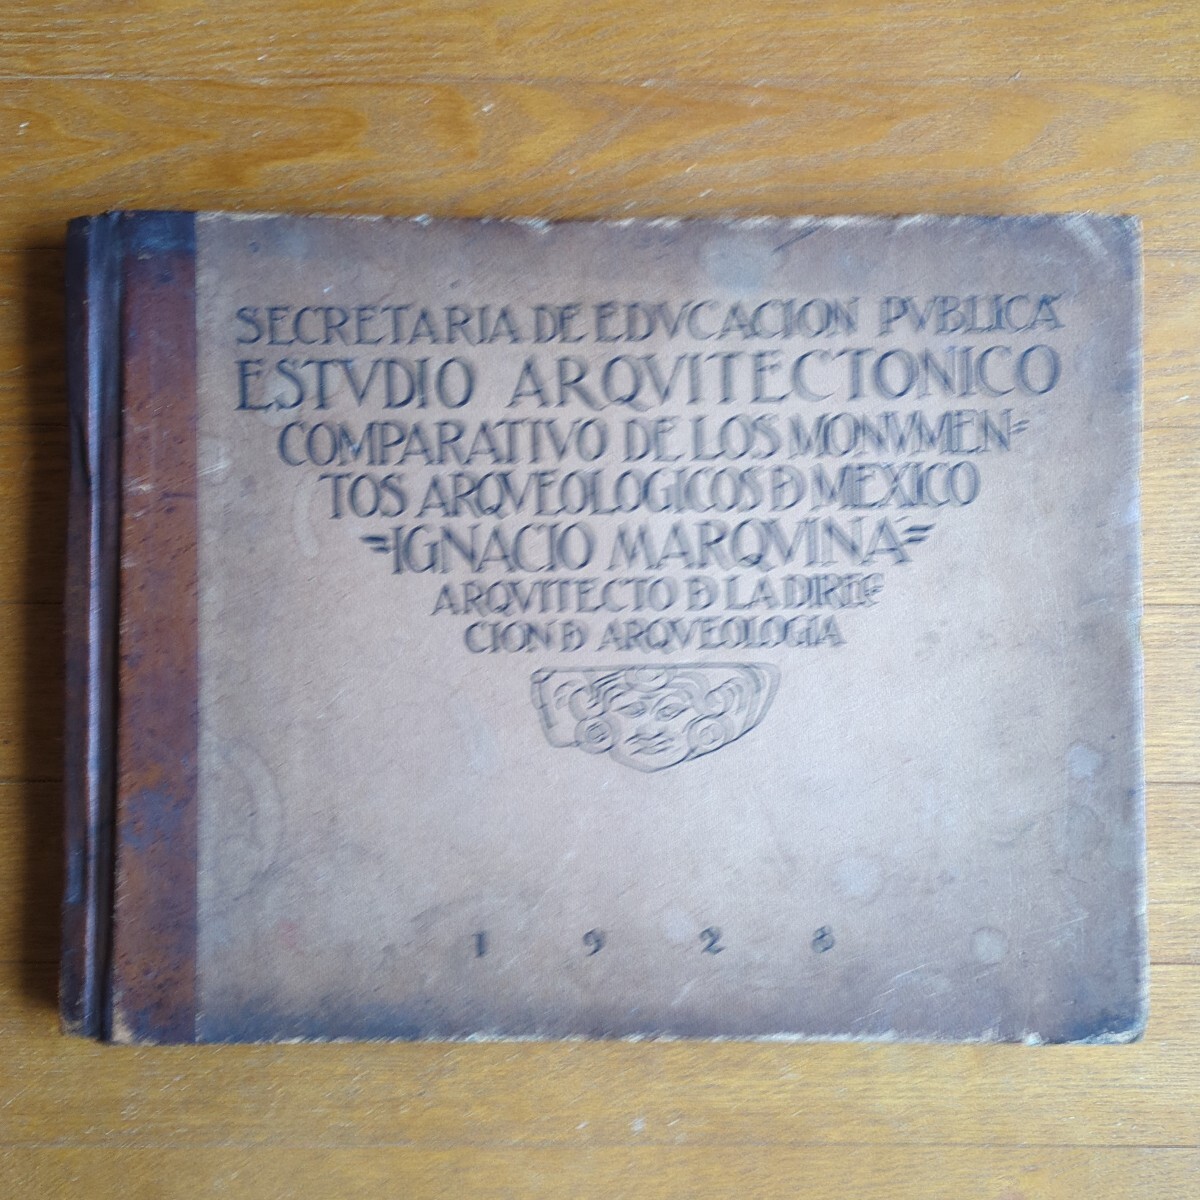 SECRETARIA DE EDVCACION PVBLICA
ESTVDIO ARQVITECTONICO
COMPARATIVO DE LOS MONVMEN=
TOS ARQVEOLOGICOS D MEXICO
=IGNACIO MARQVINA=
ARQVITECTO D LA DIREC=
CION D ARQVEOLOGIA
1928